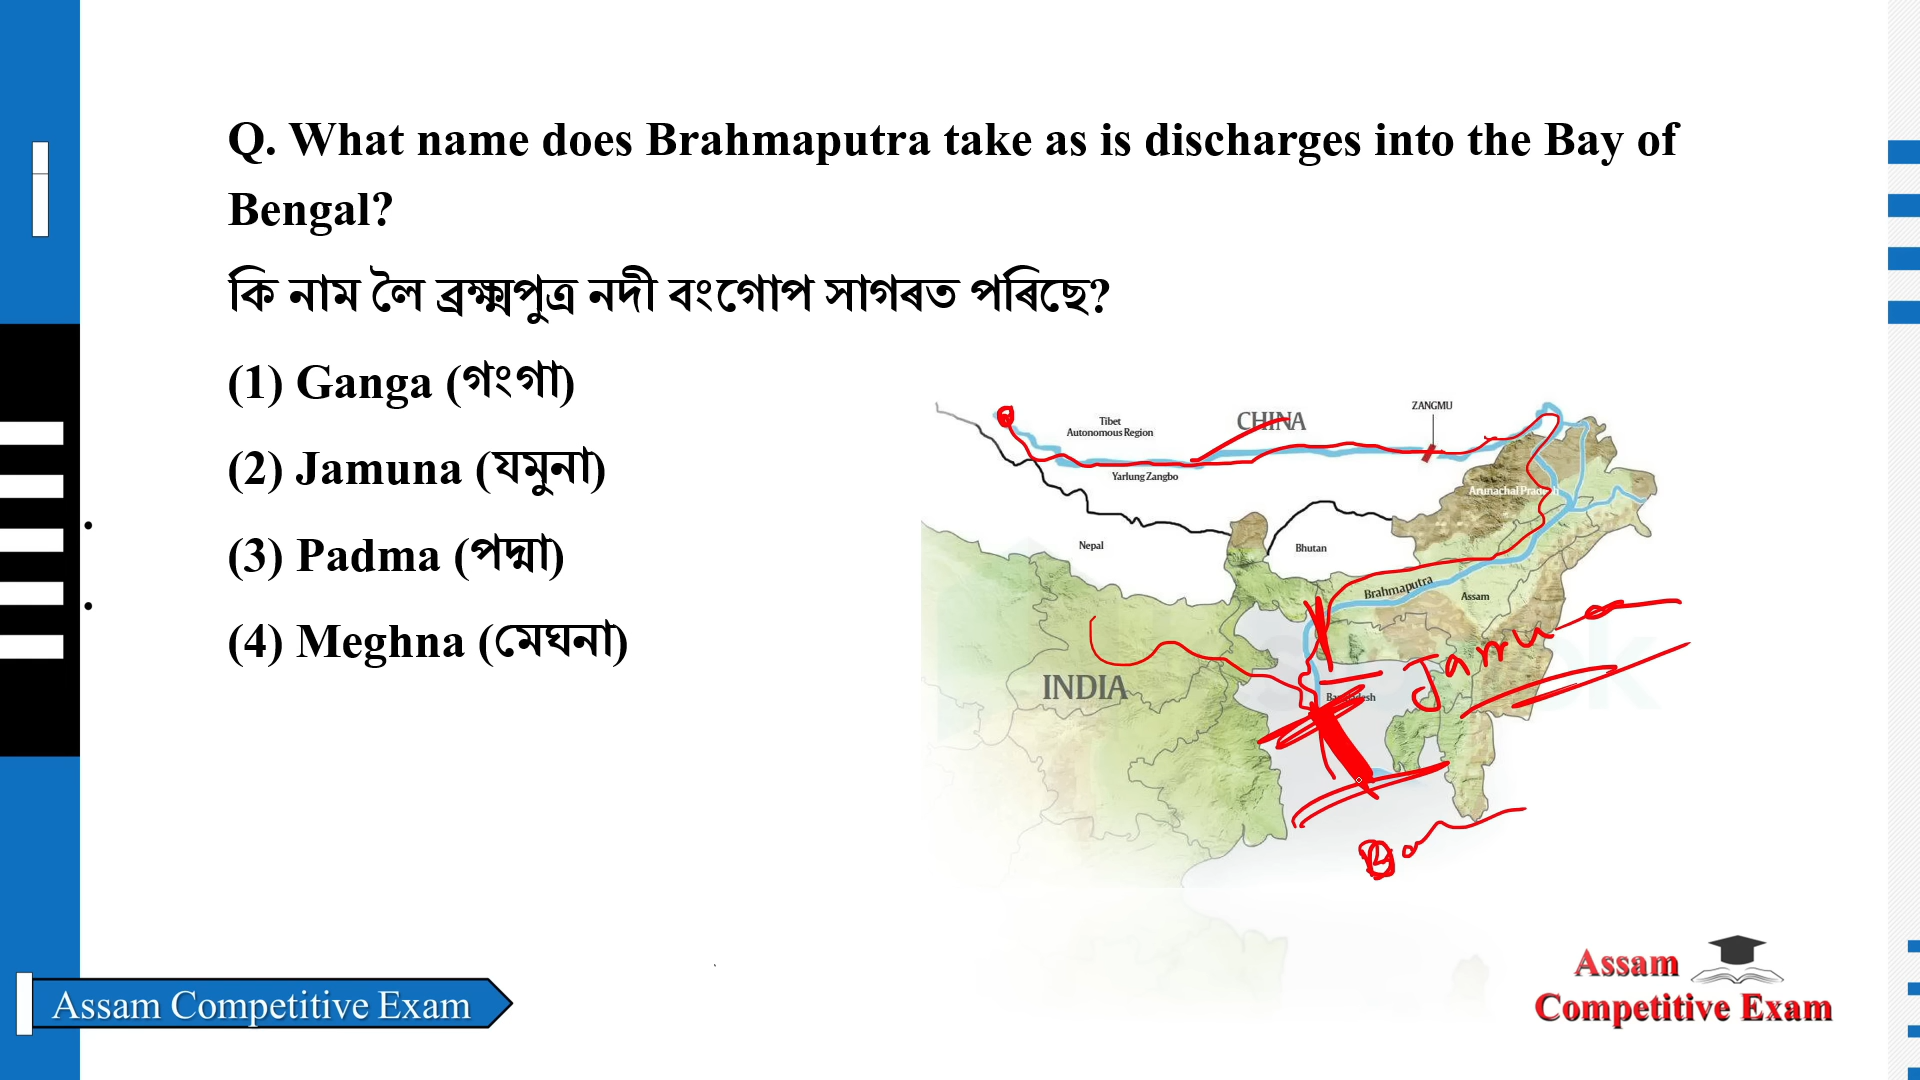 Q. What name does Brahmaputra take as is discharges into the Bay of
Bengal?
কি নাম লৈ ব্ৰক্ষ্মপুত্ৰ নদী বংগোপ সাগৰত পৰিছে?
(1) Ganga (গংগা)
(2) Jamuna (যমুনা)
(3) Padma (পদ্মা)
(4) Meghna (মেঘনা)
ZANGMU
CHINA
Tibet
Autonomous Region
Yarlung Zangbo
Arunachal
Nepal
Bhutan
Brahmaputra
Assam
INDIA
Assam Competitive Exam
Assam
Competitive Exam